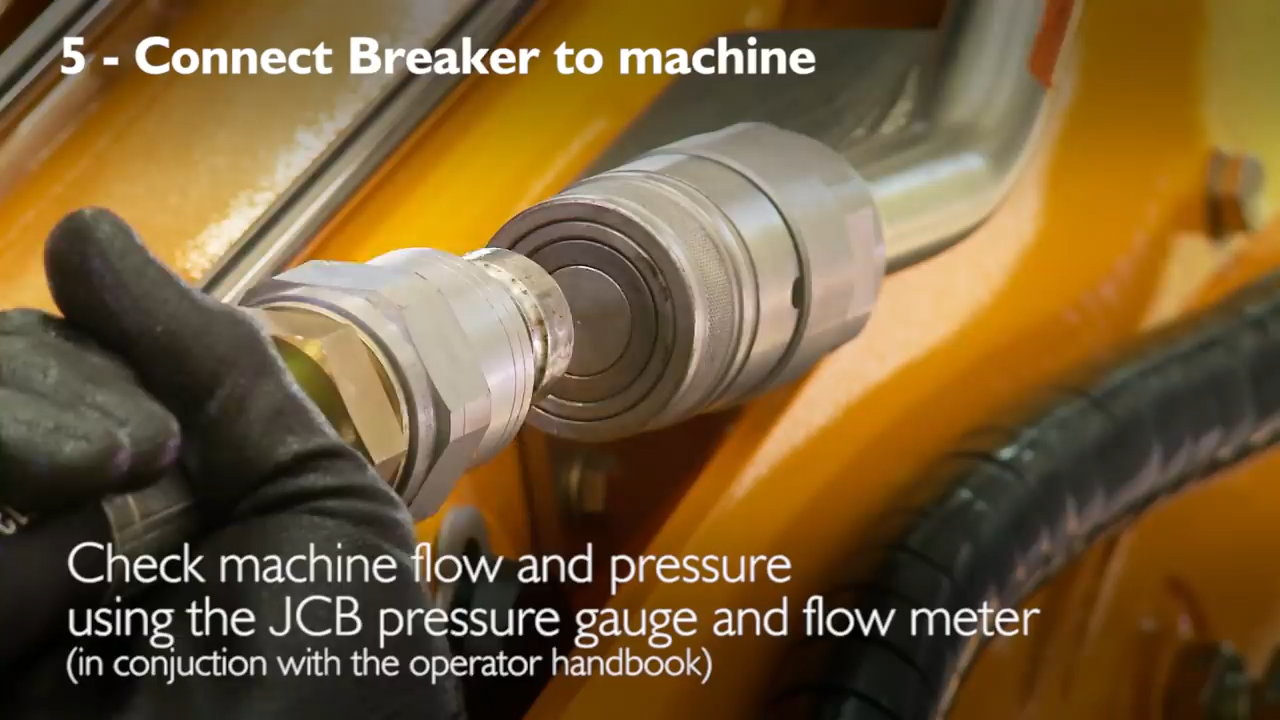 5 - Connect Breaker to machine
Check machine flow and pressure
using the JCB pressure gauge and flow meter
(in conjuction with the operator handbook)